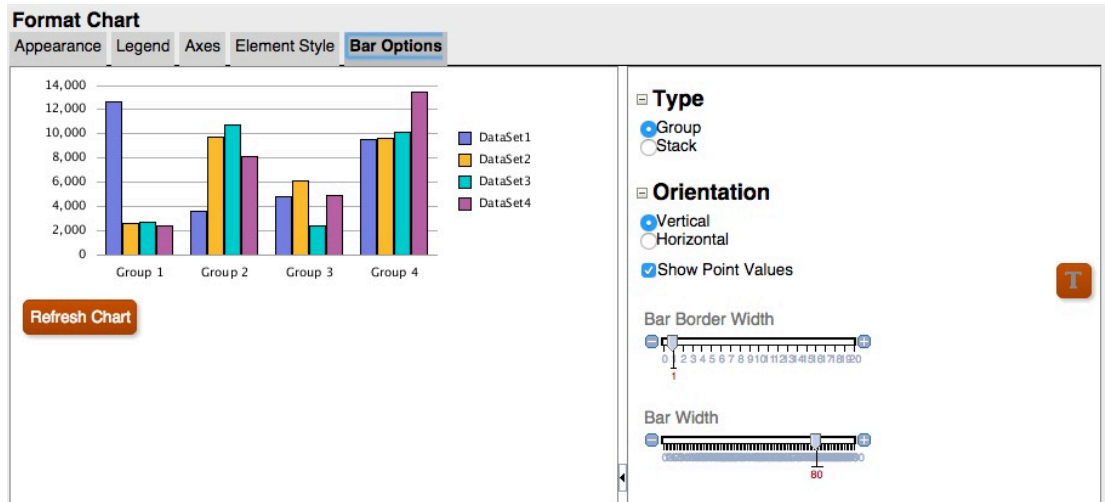 Format Chart
Appearance Legend Axes Element Style Bar Options
14,000
12,000
10,000
8,000
6,000
4,000
2,000
0
Group 1 Group 2 Group 3 Group 4
DataSet1
DataSet2
DataSet3
DataSet4
Refresh Chart
Type
Group
Stack
Orientation
Vertical
Horizontal
Show Point Values
T
Bar Border Width
0 2 3 4 5 6 7 8 9 10 11 12 13 14 15 16 17 18 19 20
1
Bar Width
80